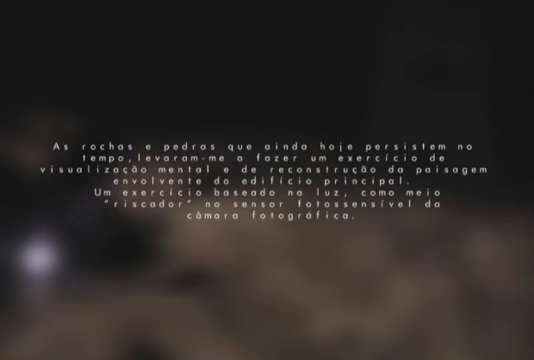 As rochas e pedras que ainda hoje persistem no
tempo,levaram-me a fazer um exercício de
visualização mental e de reconstrução da paisagem
envolvente do edifício principal.
Um exercício baseado na luz, como meio
"riscador" no sensor fotossensível da
câmara fotográfica.